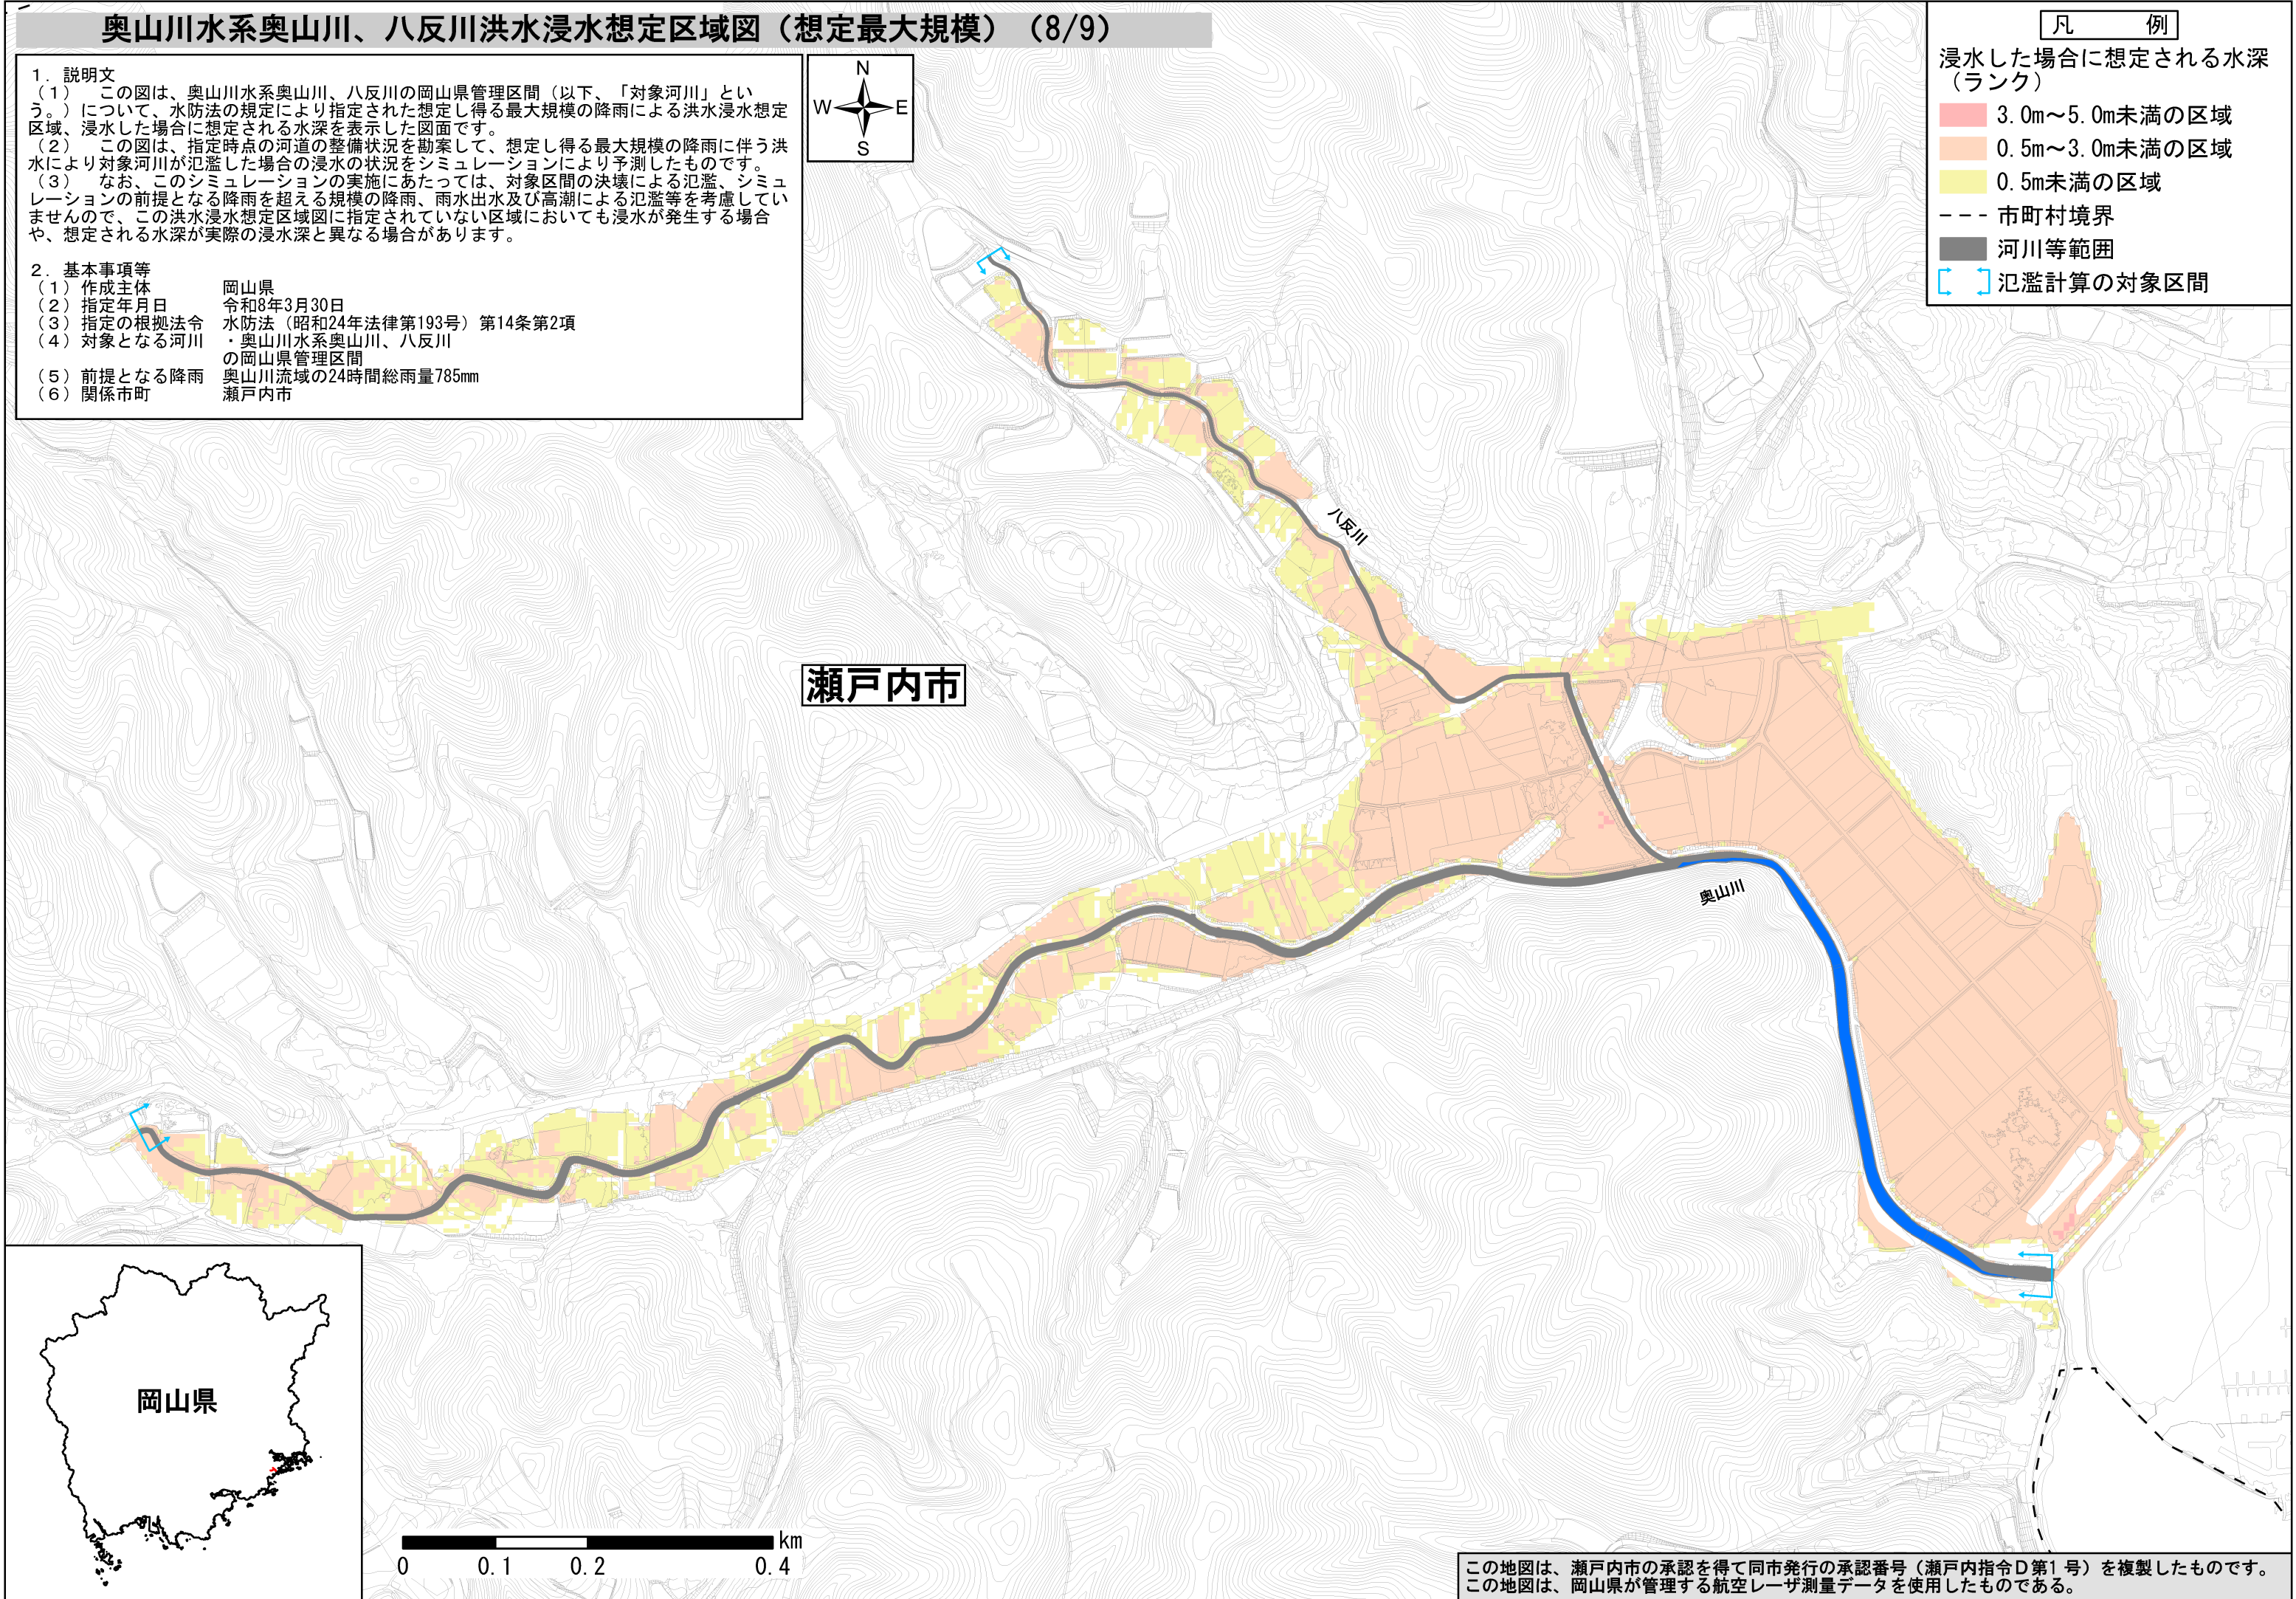 奥山川水系奥山川、八反川洪水浸水想定区域図（想定最大規模）（8/9）
1．説明文
（1）　この図は、奥山川水系奥山川、八反川の岡山県管理区間（以下、「対象河川」とい
う。）について、水防法の規定により指定された想定し得る最大規模の降雨による洪水浸水想定
区域、浸水した場合に想定される水深を表示した図面です。
（2）　この図は、指定時点の河道の整備状況を勘案して、想定し得る最大規模の降雨に伴う洪
水により対象河川が氾濫した場合の浸水の状況をシミュレーションにより予測したものです。
（3）　なお、このシミュレーションの実施にあたっては、対象区間の決壊による氾濫、シミュ
レーションの前提となる降雨を超える規模の降雨、雨水出水及び高潮による氾濫等を考慮してい
ませんので、この洪水浸水想定区域図に指定されていない区域においても浸水が発生する場合
や、想定される水深が実際の浸水深と異なる場合があります。
2．基本事項等
（1）作成主体　岡山県
（2）指定年月日　令和8年3月30日
（3）指定の根拠法令　水防法（昭和24年法律第193号）第14条第2項
（4）対象となる河川　・奥山川水系奥山川、八反川
の岡山県管理区間
（5）前提となる降雨　奥山川流域の24時間総雨量785mm
（6）関係市町　瀬戸内市
N
W E
S
凡　例
浸水した場合に想定される水深
（ランク）
3.0m～5.0m未満の区域
0.5m～3.0m未満の区域
0.5m未満の区域
市町村境界
河川等範囲
氾濫計算の対象区間
八反川
瀬戸内市
奥山川
岡山県
km
0 0.1 0.2 0.4
この地図は、瀬戸内市の承認を得て同市発行の承認番号（瀬戸内指令Ｄ第1号）を複製したものです。
この地図は、岡山県が管理する航空レーザ測量データを使用したものである。